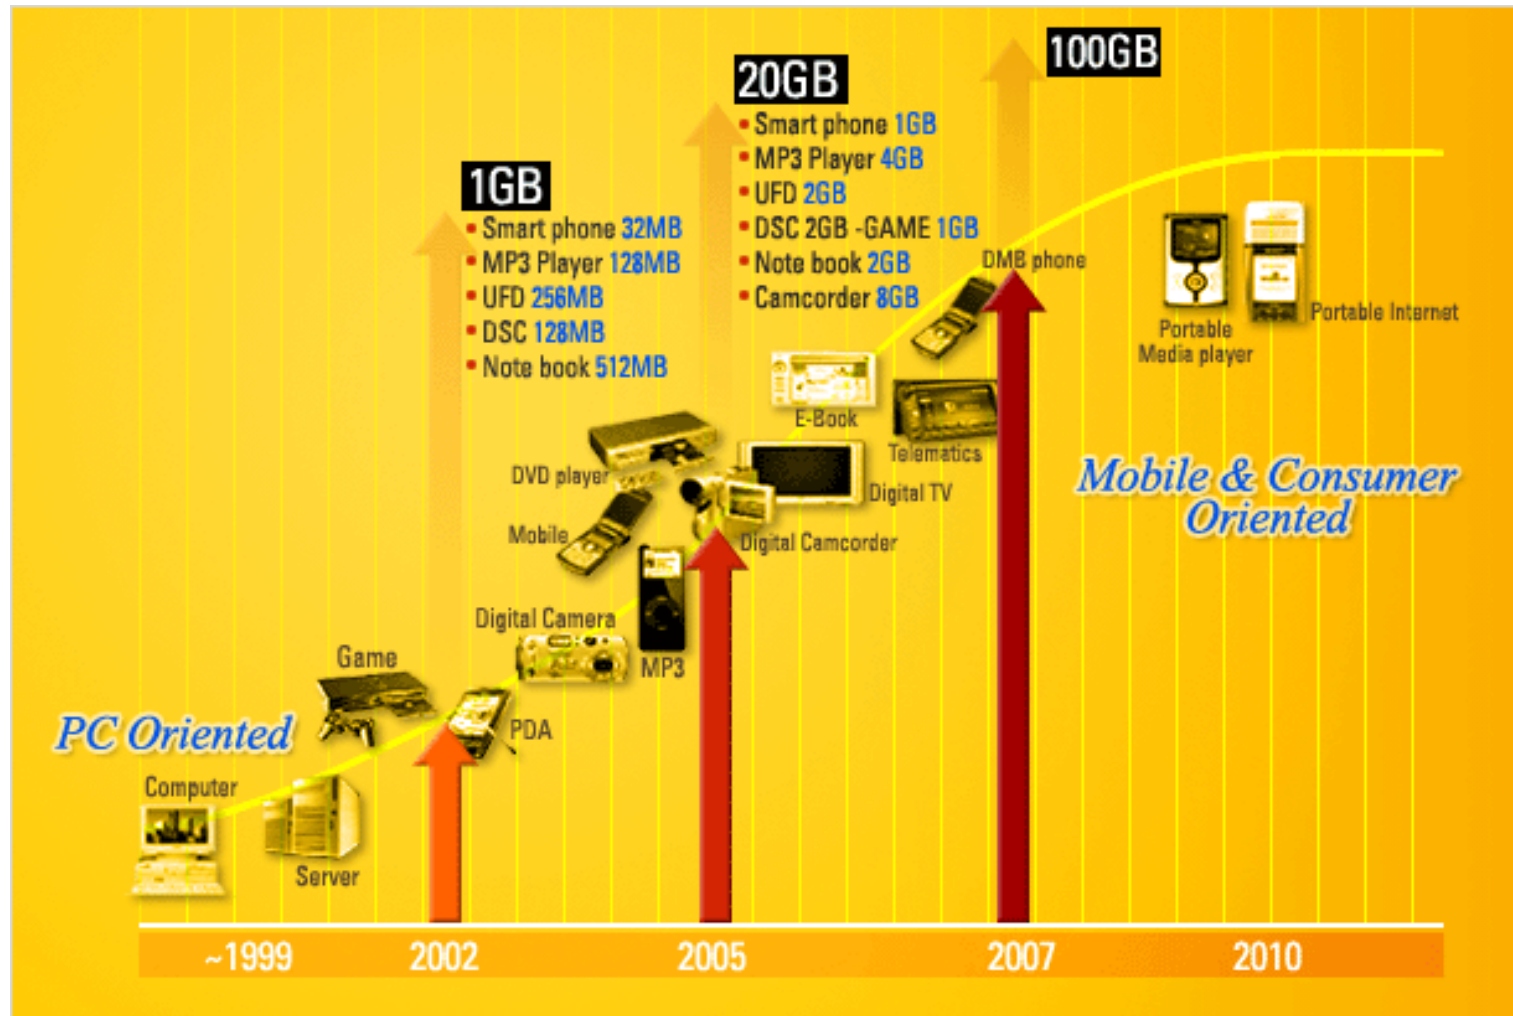 100GB
20GB
• Smart phone 1GB
• MP3 Player 4GB
• UFD 2GB
• DSC 2GB -GAME 1GB
• Note book 2GB
• Camcorder 8GB
1GB
• Smart phone 32MB
• MP3 Player 128MB
• UFD 256MB
• DSC 128MB
• Note book 512MB
DMB phone
Portable
Media player
Portable Internet
E-Book
Telematics
DVD player
Digital TV
Mobile
Digital Camcorder
Mobile & Consumer
Oriented
Digital Camera
MP3
Game
PDA
PC Oriented
Computer
Server
~1999 2002 2005 2007 2010